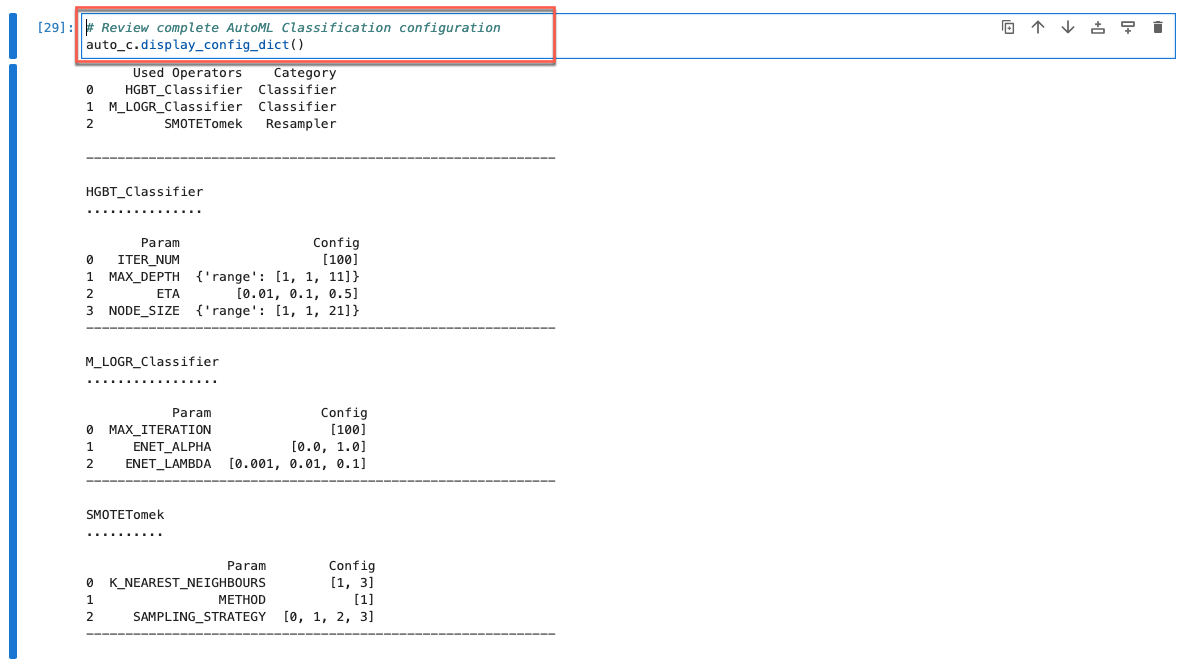 [29]: # Review complete AutoML Classification configuration
auto_c.display_config_dict()
Used Operators    Category
0    HGBT_Classifier  Classifier
1  M_LOGR_Classifier  Classifier
2         SMOTETomek   Resampler
------------------------------------------------------------
HGBT_Classifier
...............
Param                 Config
0   ITER_NUM                  [100]
1  MAX_DEPTH  {'range': [1, 1, 11]}
2        ETA       [0.01, 0.1, 0.5]
3  NODE_SIZE  {'range': [1, 1, 21]}
------------------------------------------------------------
M_LOGR_Classifier
.................
Param              Config
0  MAX_ITERATION               [100]
1     ENET_ALPHA          [0.0, 1.0]
2    ENET_LAMBDA  [0.001, 0.01, 0.1]
------------------------------------------------------------
SMOTETomek
..........
Param        Config
0  K_NEAREST_NEIGHBOURS        [1, 3]
1                METHOD           [1]
2     SAMPLING_STRATEGY  [0, 1, 2, 3]
------------------------------------------------------------